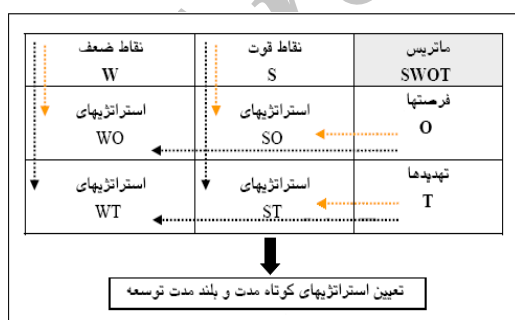 ماتریس
SWOT
نقاط قوت
S
نقاط ضعف
W
فرصتها
O
استراتژیهای
SO
استراتژیهای
WO
تهدیدها
T
استراتژیهای
ST
استراتژیهای
WT
تعیین استراتژیهای کوتاه مدت و بلند مدت توسعه